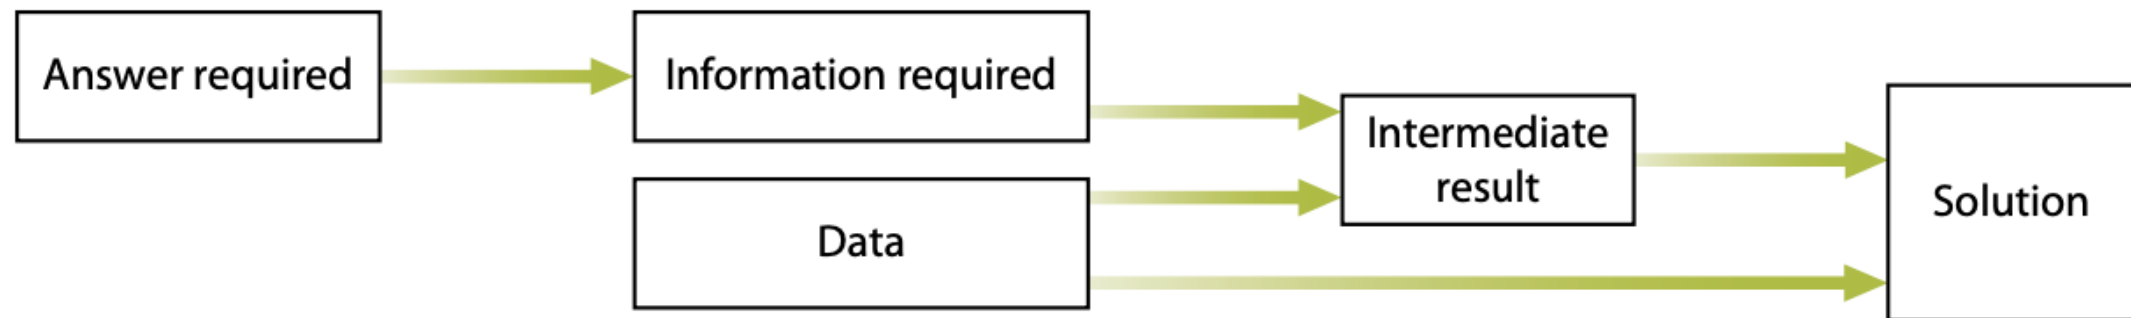 Answer required
Information required
Intermediate
result
Data
Solution